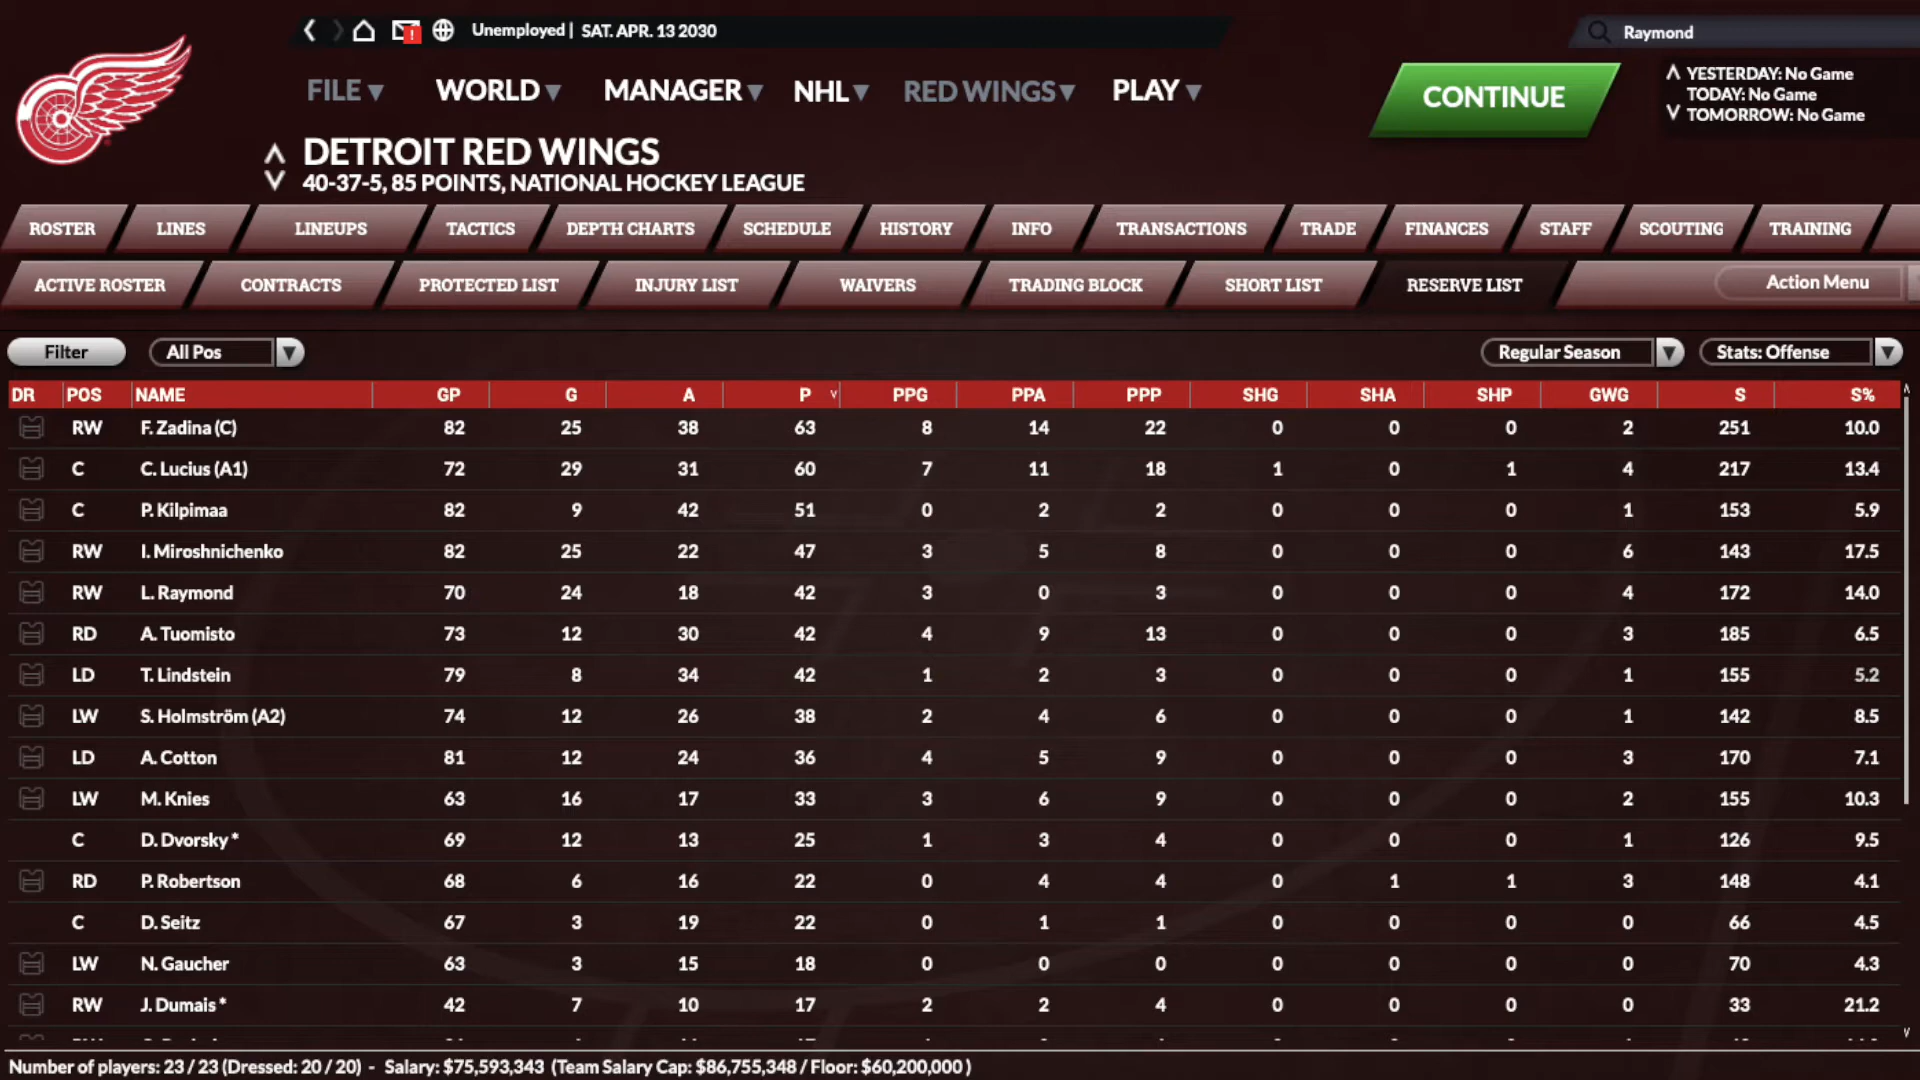 Unemployed | SAT. APR. 13 2030
Raymond
FILE WORLD MANAGER NHL RED WINGS PLAY
CONTINUE
YESTERDAY: No Game
TODAY: No Game
TOMORROW: No Game
DETROIT RED WINGS
40-37-5, 85 POINTS, NATIONAL HOCKEY LEAGUE
ROSTER LINES LINEUPS TACTICS DEPTH CHARTS SCHEDULE HISTORY INFO TRANSACTIONS TRADE FINANCES STAFF SCOUTING TRAINING
ACTIVE ROSTER CONTRACTS PROTECTED LIST INJURY LIST WAIVERS TRADING BLOCK SHORT LIST RESERVE LIST Action Menu
Filter All Pos Regular Season Stats: Offense
DR POS NAME GP G A P PPG PPA PPP SHG SHA SHP GWG S S%
RW F. Zadina (C) 82 25 38 63 8 14 22 0 0 0 2 251 10.0
C C. Lucius (A1) 72 29 31 60 7 11 18 1 0 1 4 217 13.4
C P. Kilpimaa 82 9 42 51 0 2 2 0 0 0 1 153 5.9
RW I. Miroshnichenko 82 25 22 47 3 5 8 0 0 0 6 143 17.5
RW L. Raymond 70 24 18 42 3 0 3 0 0 0 4 172 14.0
RD A. Tuomisto 73 12 30 42 4 9 13 0 0 0 3 185 6.5
LD T. Lindstein 79 8 34 42 1 2 3 0 0 0 1 155 5.2
LW S. Holmström (A2) 74 12 26 38 2 4 6 0 0 0 1 142 8.5
LD A. Cotton 81 12 24 36 4 5 9 0 0 0 3 170 7.1
LW M. Knies 63 16 17 33 3 6 9 0 0 0 2 155 10.3
C D. Dvorsky * 69 12 13 25 1 3 4 0 0 0 1 126 9.5
RD P. Robertson 68 6 16 22 0 4 4 0 1 1 3 148 4.1
C D. Seitz 67 3 19 22 0 1 1 0 0 0 0 66 4.5
LW N. Gaucher 63 3 15 18 0 0 0 0 0 0 0 70 4.3
RW J. Dumais * 42 7 10 17 2 2 4 0 0 0 0 33 21.2
Number of players: 23 / 23 (Dressed: 20 / 20) - Salary: $75,593,343 (Team Salary Cap: $86,755,348 / Floor: $60,200,000 )